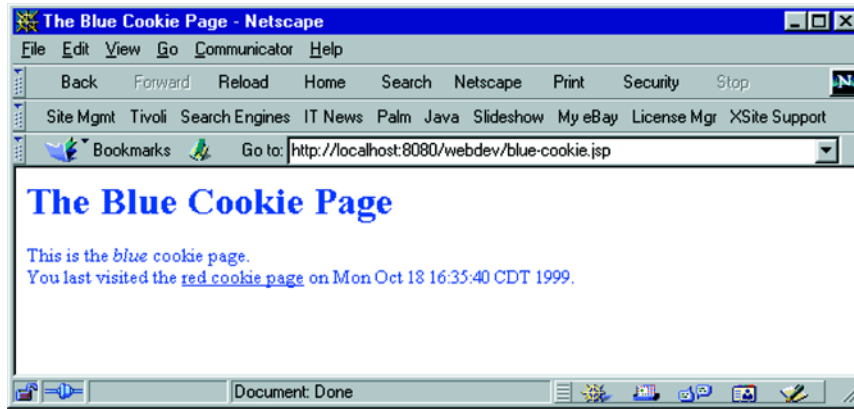 The Blue Cookie Page - Netscape
File Edit View Go Communicator Help
Back Forward Reload Home Search Netscape Print Security Stop N
Site Mgmt Tivoli Search Engines IT News Palm Java Slideshow My eBay License Mgr XSite Support
Bookmarks Go to: http://localhost:8080/webdev/blue-cookie.jsp
The Blue Cookie Page
This is the blue cookie page.
You last visited the red cookie page on Mon Oct 18 16:35:40 CDT 1999.
Document: Done